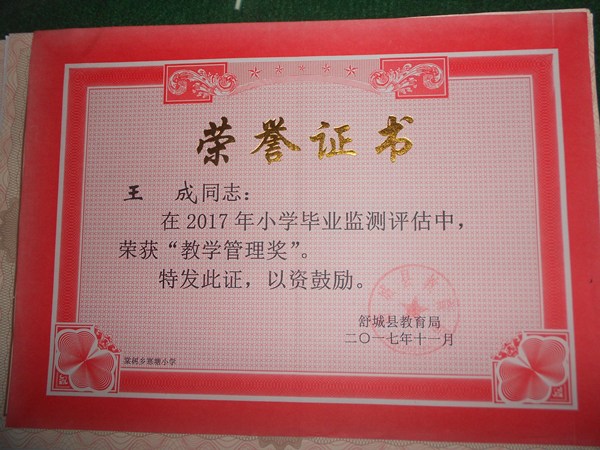 荣誉证书
王 成同志：
在2017年小学毕业监测评估中，
荣获“教学管理奖”。
特发此证，以资鼓励。
舒城县教育局
二〇一七年十一月